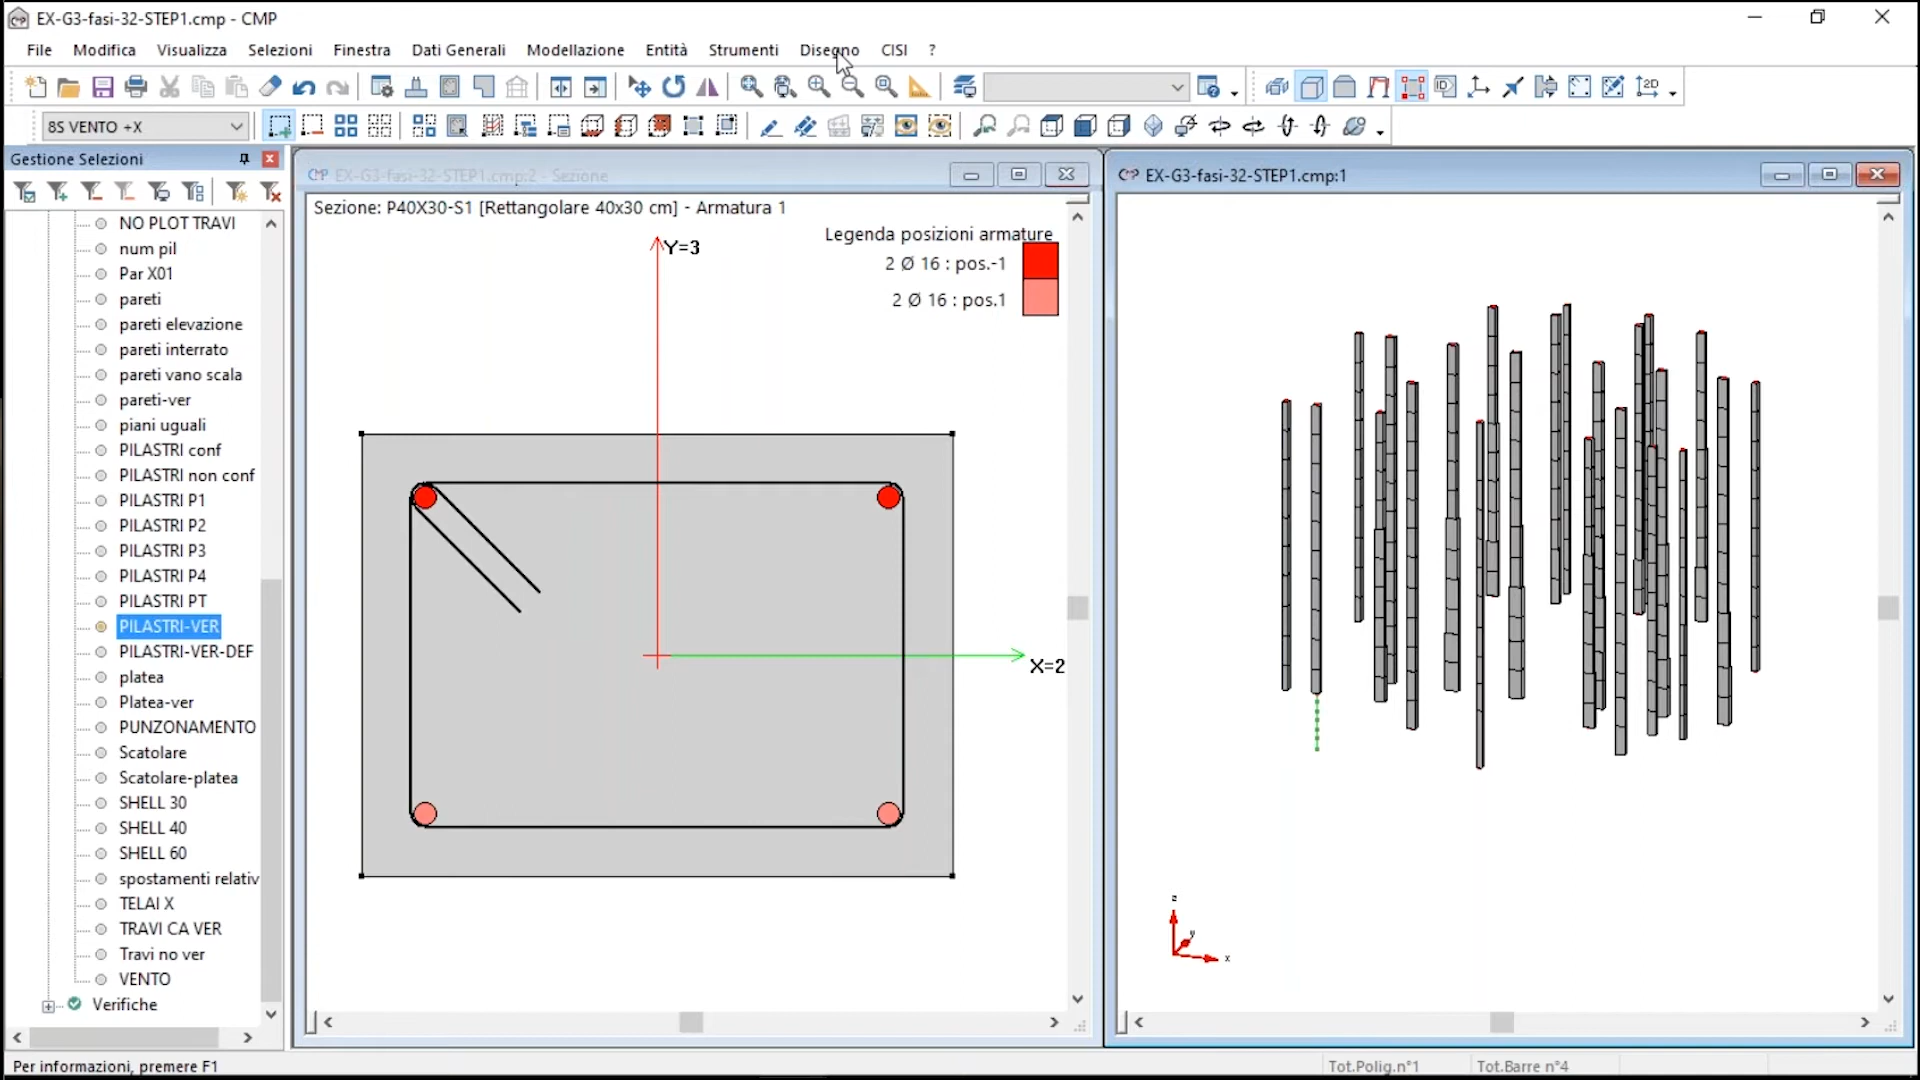 EX-G3-fasi-32-STEP1.cmp - CMP
File Modifica Visualizza Selezioni Finestra Dati Generali Modellazione Entità Strumenti Disegno CISI ?
8S VENTO +X
Gestione Selezioni
NO PLOT TRAVI
num pil
Par X01
pareti
pareti elevazione
pareti interrato
pareti vano scala
pareti-ver
piani uguali
PILASTRI conf
PILASTRI non conf
PILASTRI P1
PILASTRI P2
PILASTRI P3
PILASTRI P4
PILASTRI PT
PILASTRI-VER
PILASTRI-VER-DEF
platea
Platea-ver
PUNZONAMENTO
Scatolare
Scatolare-platea
SHELL 30
SHELL 40
SHELL 60
spostamenti relativ
TELAI X
TRAVI CA VER
Travi no ver
VENTO
Verifiche
EX-G3-fasi-32-STEP1.cmp:2 - Sezione
Sezione: P40X30-S1 [Rettangolare 40x30 cm] - Armatura 1
Legenda posizioni armature
2 Ø 16 : pos.-1
2 Ø 16 : pos.1
Y=3
X=2
EX-G3-fasi-32-STEP1.cmp:1
z
y
x
Per informazioni, premere F1
Tot.Polig.n°1
Tot.Barre n°4